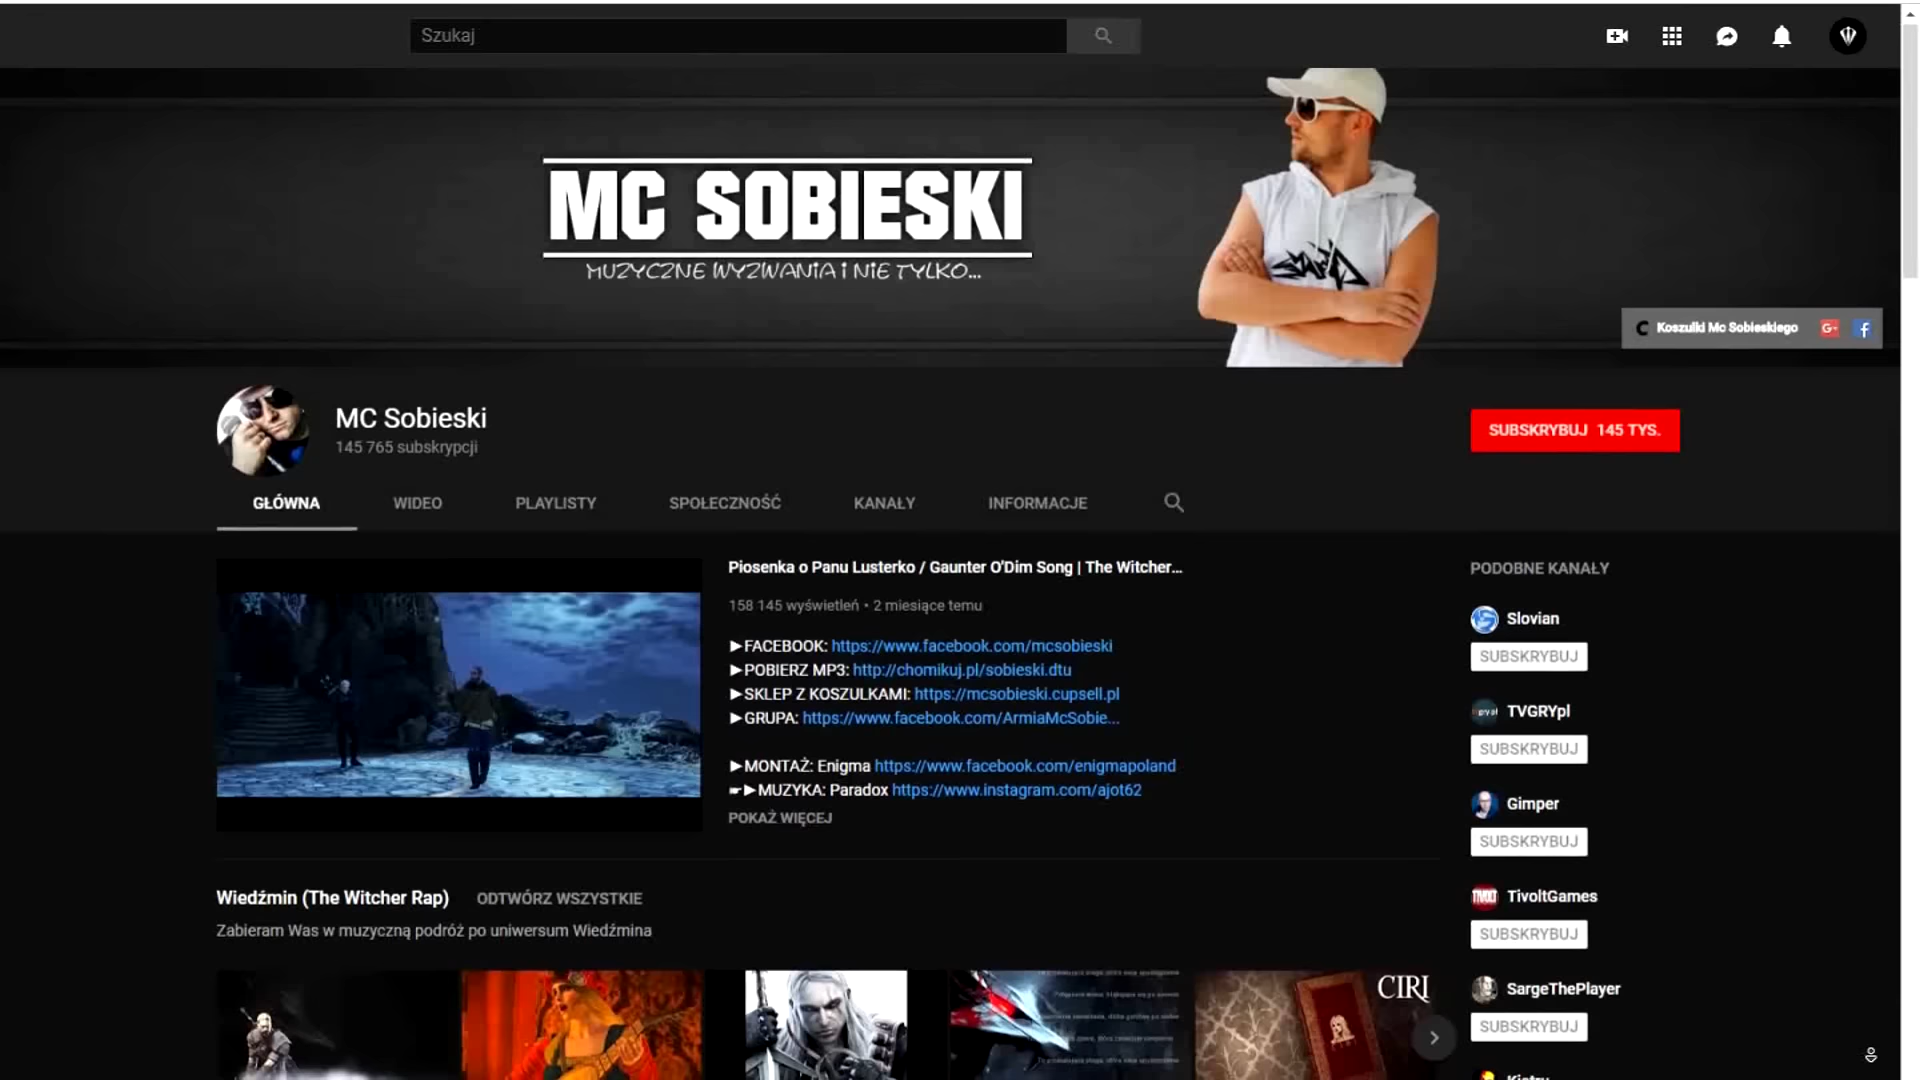 Szukaj
MC SOBIESKI
MUZYCZNE WYZWANIA I NIE TYLKO...
Koszulki Mc Sobieskiego
MC Sobieski
145 765 subskrypcji
SUBSKRYBUJ 145 TYS.
GŁÓWNA WIDEO PLAYLISTY SPOŁECZNOŚĆ KANAŁY INFORMACJE
Piosenka o Panu Lusterko / Gaunter O'Dim Song | The Witcher...
158 145 wyświetleń • 2 miesiące temu
►FACEBOOK: https://www.facebook.com/mcsobieski
►POBIERZ MP3: http://chomikuj.pl/sobieski.dtu
►SKLEP Z KOSZULKAMI: https://mcsobieski.cupsell.pl
►GRUPA: https://www.facebook.com/ArmiaMcSobie...
►MONTAŻ: Enigma https://www.facebook.com/enigmapoland
☛►MUZYKA: Paradox https://www.instagram.com/ajot62
POKAŻ WIĘCEJ
PODOBNE KANAŁY
Slovian
SUBSKRYBUJ
TVGRYpl
SUBSKRYBUJ
Gimper
SUBSKRYBUJ
TIVOLT
TivoltGames
SUBSKRYBUJ
SargeThePlayer
SUBSKRYBUJ
Wiedźmin (The Witcher Rap) ODTWÓRZ WSZYSTKIE
Zabieram Was w muzyczną podróż po uniwersum Wiedźmina
CIRI